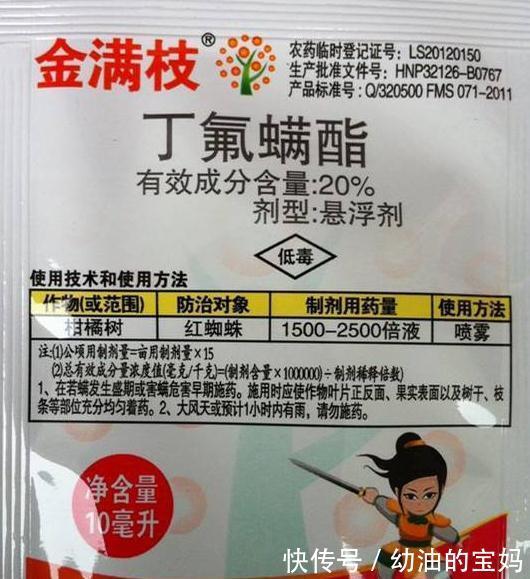 金满枝®
农药临时登记证号：LS20120150
生产批准文件号：HNP32126-B0767
产品标准号：Q/320500 FMS 071-2011
丁氟螨酯
有效成分含量:20%
剂型:悬浮剂
低毒
使用技术和使用方法
作物(或范围) 防治对象 制剂用药量 使用方法
柑橘树 红蜘蛛 1500-2500倍液 喷雾
注:(1)公顷用制剂量=亩用制剂量×15
(2)总有效成分量浓度值(毫克/千克)=(制剂含量×1000000)÷制剂稀释倍数)
1、在若螨发生盛期或害螨危害早期施药。施用时应使作物叶片正反面、果实表面以及树干、枝
条等部位充分均匀着药。2、大风天或预计1小时内有雨，请勿施药。
净含量
10毫升
快传号 / 幼油的宝妈